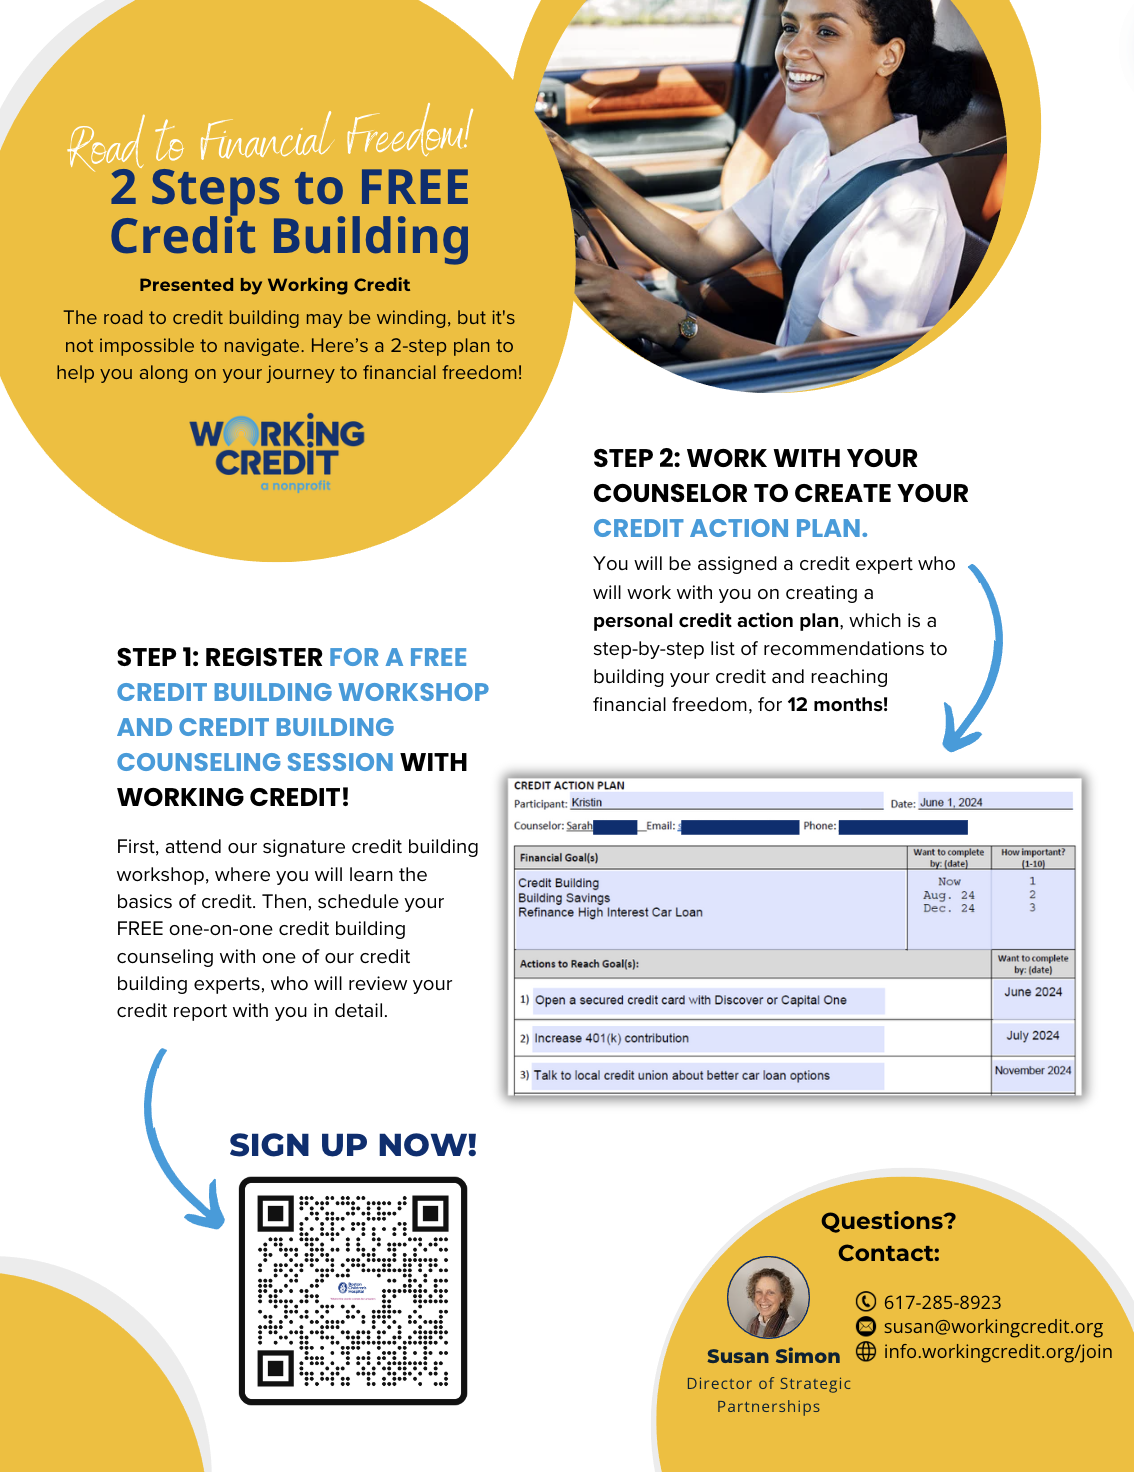 Road to Financial Freedom!
2 Steps to FREE
Credit Building
Presented by Working Credit
The road to credit building may be winding, but it's
not impossible to navigate. Here’s a 2-step plan to
help you along on your journey to financial freedom!
WORKING
CREDIT
a nonprofit
STEP 1: REGISTER FOR A FREE
CREDIT BUILDING WORKSHOP
AND CREDIT BUILDING
COUNSELING SESSION WITH
WORKING CREDIT!
First, attend our signature credit building
workshop, where you will learn the
basics of credit. Then, schedule your
FREE one-on-one credit building
counseling with one of our credit
building experts, who will review your
credit report with you in detail.
SIGN UP NOW!
Boston
Children's
Hospital
STEP 2: WORK WITH YOUR
COUNSELOR TO CREATE YOUR
CREDIT ACTION PLAN.
You will be assigned a credit expert who
will work with you on creating a
personal credit action plan, which is a
step-by-step list of recommendations to
building your credit and reaching
financial freedom, for 12 months!
CREDIT ACTION PLAN
Participant: Kristin Date: June 1, 2024
Counselor: Sarah Email: Phone:
Financial Goal(s) Want to complete by: (date) How important? (1-10)
Credit Building Now 1
Building Savings Aug. 24 2
Refinance High Interest Car Loan Dec. 24 3
Actions to Reach Goal(s): Want to complete by: (date)
1) Open a secured credit card with Discover or Capital One June 2024
2) Increase 401(k) contribution July 2024
3) Talk to local credit union about better car loan options November 2024
Questions?
Contact:
617-285-8923
susan@workingcredit.org
info.workingcredit.org/join
Susan Simon
Director of Strategic
Partnerships